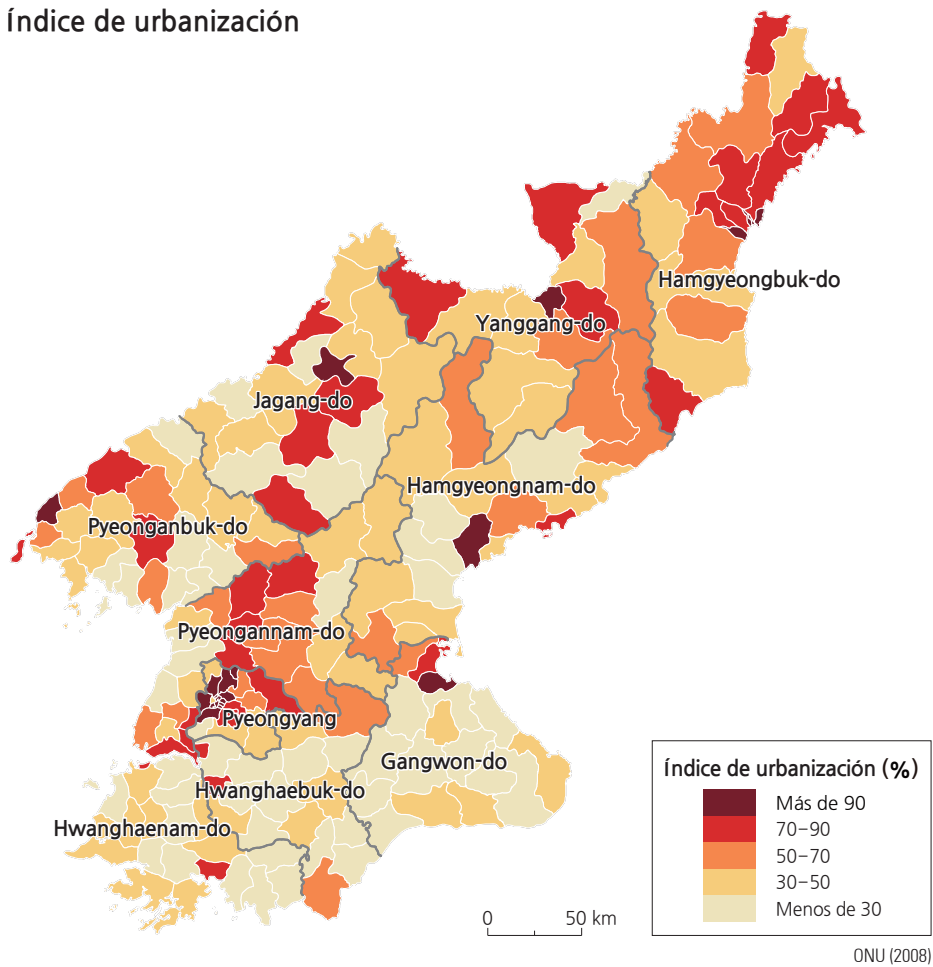 Índice de urbanización
Hamgyeongbuk-do
Yanggang-do
Jagang-do
Hamgyeongnam-do
Pyeonganbuk-do
Pyeongannam-do
Pyeongyang
Gangwon-do
Hwanghaebuk-do
Hwanghaenam-do
Índice de urbanización (%)
Más de 90
70–90
50–70
30–50
Menos de 30
0 50 km
ONU (2008)